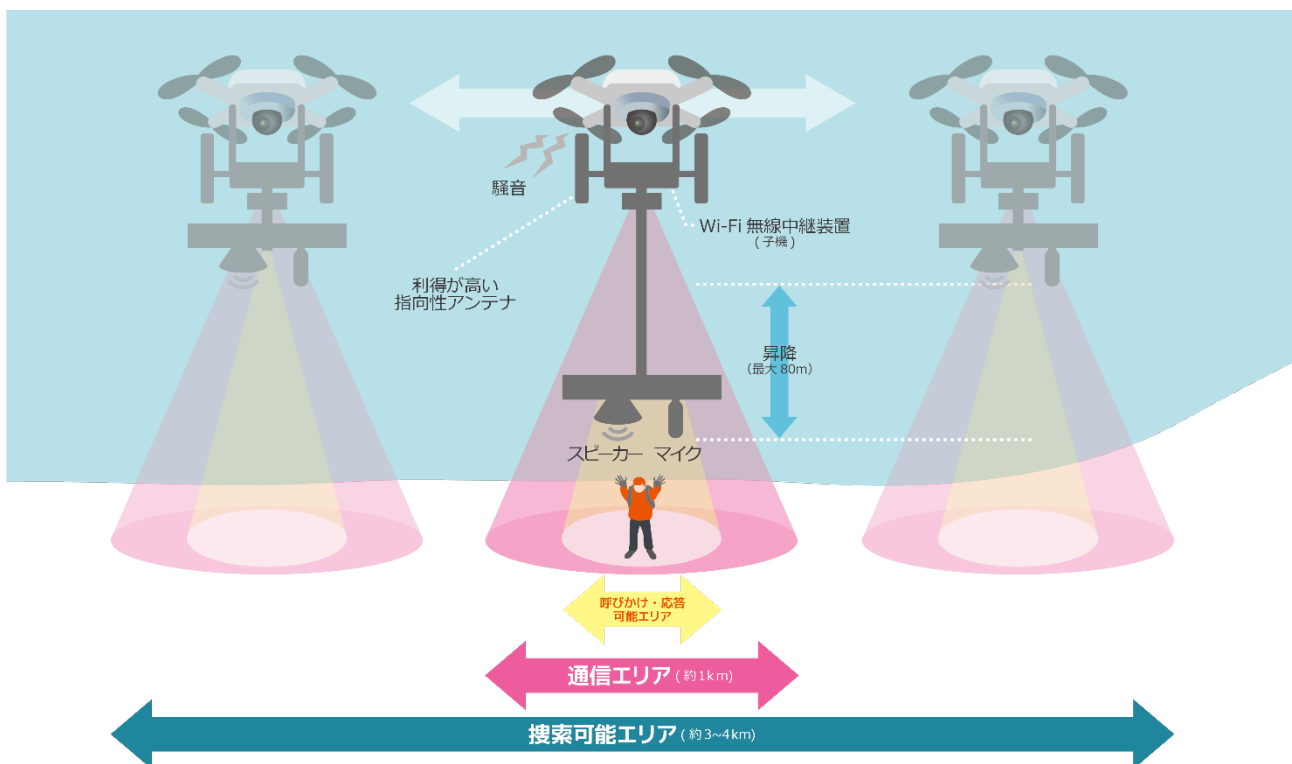 騒音
Wi-Fi 無線中継装置
( 子機 )
利得が高い
指向性アンテナ
昇降
(最大 80m)
スピーカー マイク
呼びかけ・応答
可能エリア
通信エリア ( 約1km)
捜索可能エリア ( 約3~4km)